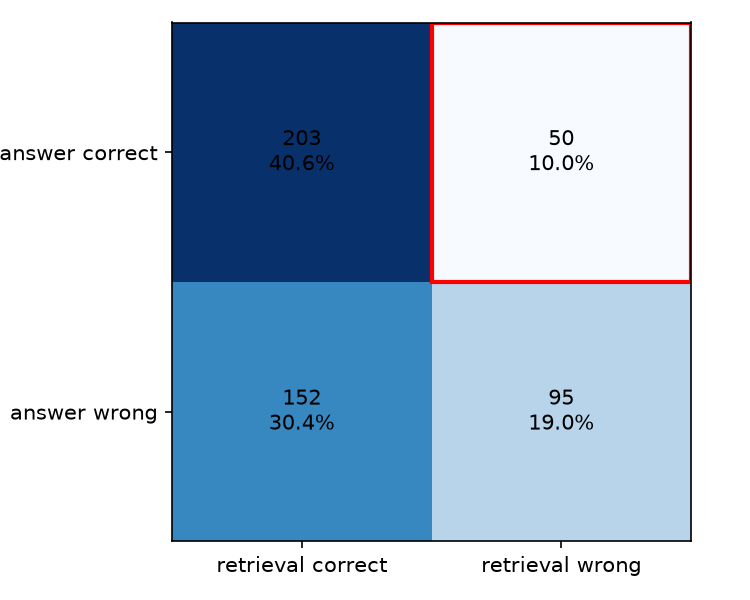 answer correct
203
40.6%
50
10.0%
answer wrong
152
30.4%
95
19.0%
retrieval correct
retrieval wrong